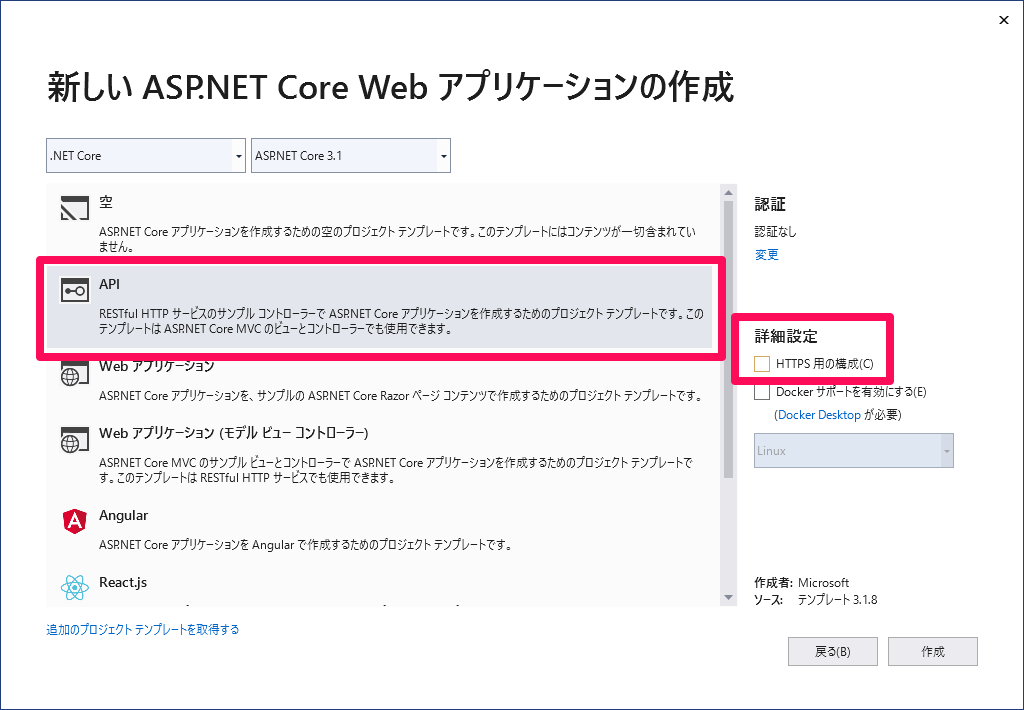 新しい ASP.NET Core Web アプリケーションの作成
.NET Core
ASP.NET Core 3.1
空
ASP.NET Core アプリケーションを作成するための空のプロジェクト テンプレートです。このテンプレートにはコンテンツが一切含まれてい
ません。
API
RESTful HTTP サービスのサンプル コントローラーで ASP.NET Core アプリケーションを作成するためのプロジェクト テンプレートです。この
テンプレートは ASP.NET Core MVC のビューとコントローラーでも使用できます。
Web アプリケーション
ASP.NET Core アプリケーションを、サンプルの ASP.NET Core Razor ページ コンテンツで作成するためのプロジェクト テンプレートです。
Web アプリケーション (モデル ビュー コントローラー)
ASP.NET Core MVC のサンプル ビューとコントローラーで ASP.NET Core アプリケーションを作成するためのプロジェクト テンプレートで
す。このテンプレートは RESTful HTTP サービスでも使用できます。
Angular
ASP.NET Core アプリケーションを Angular で作成するためのプロジェクト テンプレートです。
React.js
追加のプロジェクト テンプレートを取得する
認証
認証なし
変更
詳細設定
HTTPS 用の構成(C)
Docker サポートを有効にする(E)
(Docker Desktop が必要)
Linux
作成者: Microsoft
ソース: テンプレート 3.1.8
戻る(B)
作成